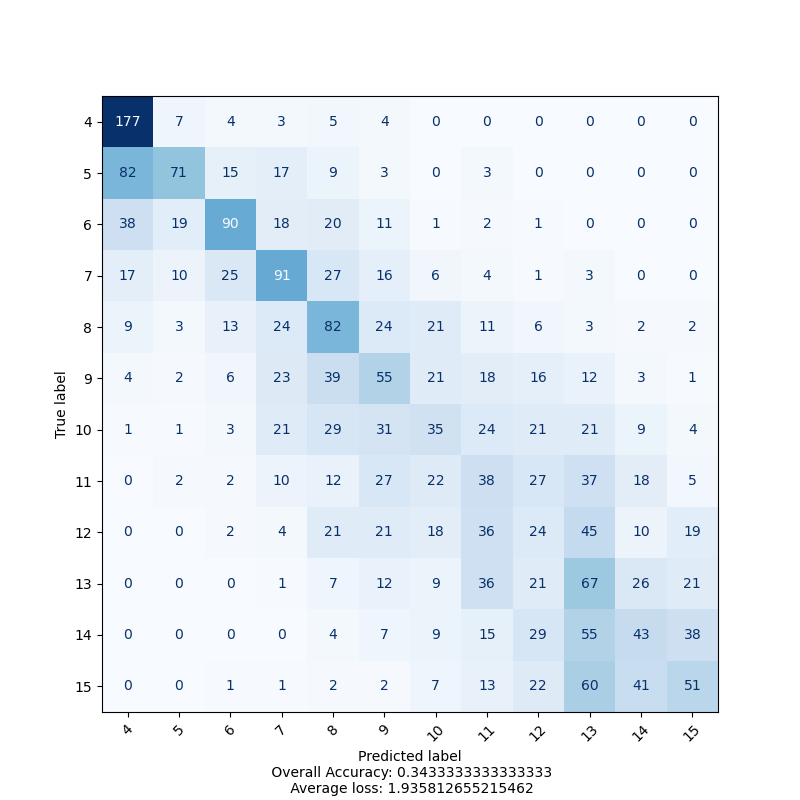 4 177 7 4 3 5 4 0 0 0 0 0 0
5 82 71 15 17 9 3 0 3 0 0 0 0
6 38 19 90 18 20 11 1 2 1 0 0 0
7 17 10 25 91 27 16 6 4 1 3 0 0
8 9 3 13 24 82 24 21 11 6 3 2 2
9 4 2 6 23 39 55 21 18 16 12 3 1
True label
10 1 1 3 21 29 31 35 24 21 21 9 4
11 0 2 2 10 12 27 22 38 27 37 18 5
12 0 0 2 4 21 21 18 36 24 45 10 19
13 0 0 0 1 7 12 9 36 21 67 26 21
14 0 0 0 0 4 7 9 15 29 55 43 38
15 0 0 1 1 2 2 7 13 22 60 41 51
4 5 6 7 8 9 10 11 12 13 14 15
Predicted label
Overall Accuracy: 0.3433333333333333
Average loss: 1.935812655215462